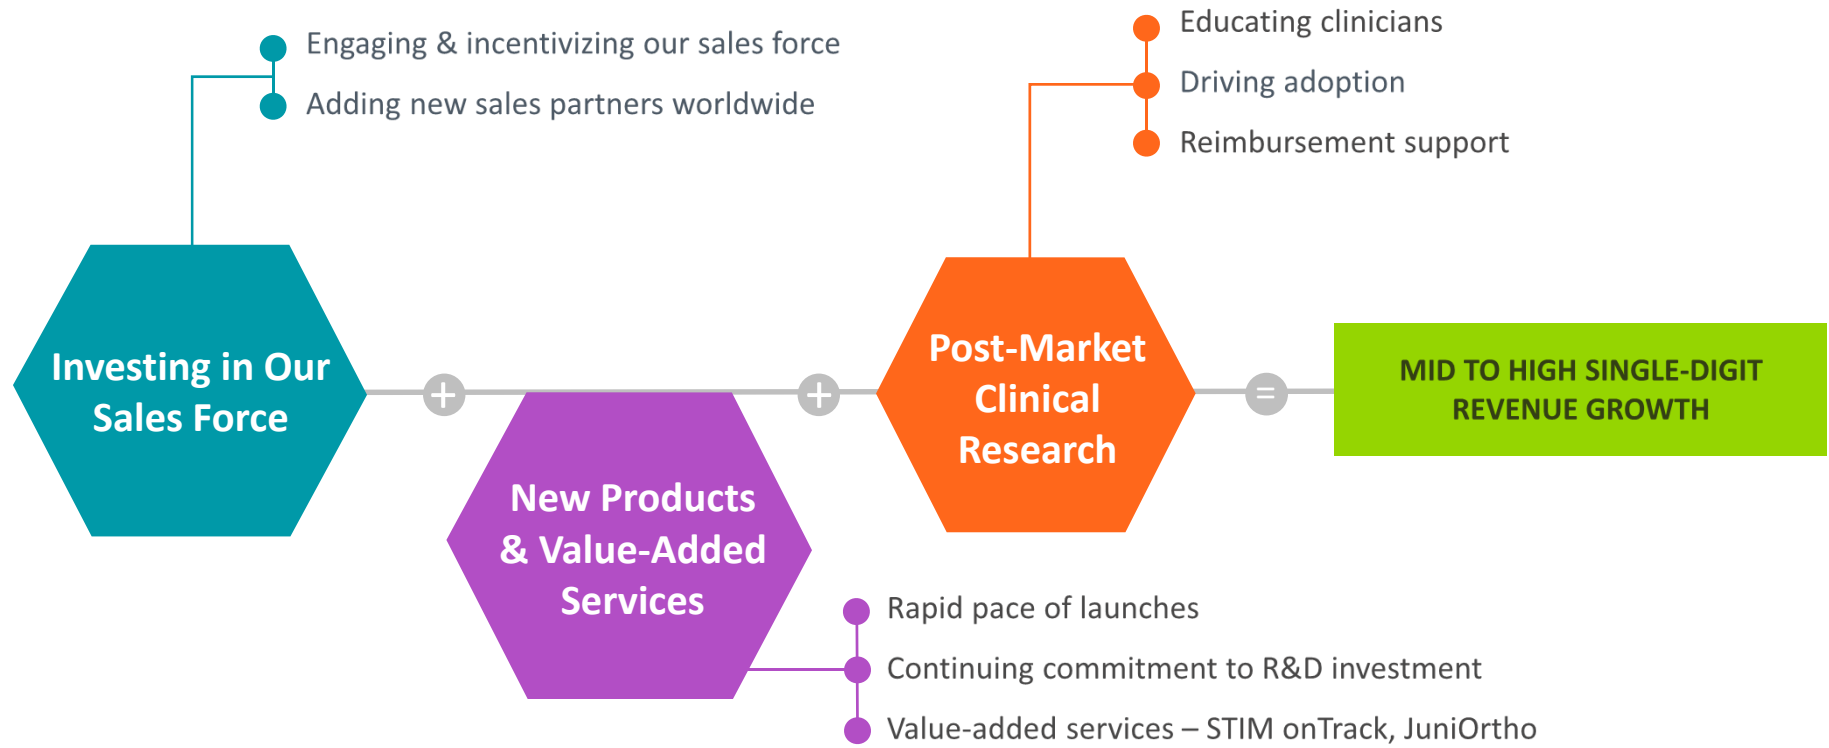 Engaging & incentivizing our sales force
Adding new sales partners worldwide
Educating clinicians
Driving adoption
Reimbursement support
Investing in Our
Sales Force
+
New Products
& Value-Added
Services
+
Post-Market
Clinical
Research
=
MID TO HIGH SINGLE-DIGIT
REVENUE GROWTH
Rapid pace of launches
Continuing commitment to R&D investment
Value-added services – STIM onTrack, JuniOrtho